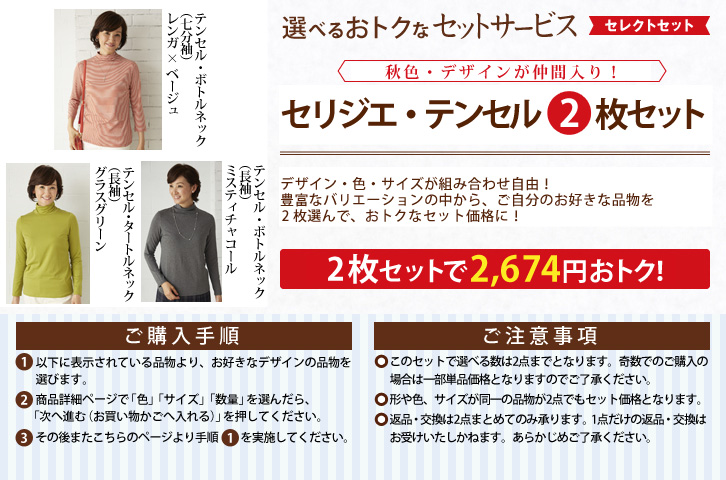 テンセル・ボトルネック
(七分袖)
レンガ×ベージュ
テンセル・タートルネック
(長袖)
グラスグリーン
テンセル・ボトルネック
(長袖)
ミスティチャコール
選べるおトクなセットサービス
セレクトセット
秋色・デザインが仲間入り!
セリジエ・テンセル2枚セット
デザイン・色・サイズが組み合わせ自由!
豊富なバリエーションの中から、ご自分のお好きな品物を
2枚選んで、おトクなセット価格に!
2枚セットで2,674円おトク!
ご購入手順
1 以下に表示されている品物より、お好きなデザインの品物を
選びます。
2 商品詳細ページで「色」「サイズ」「数量」を選んだら、
「次へ進む(お買い物かごへ入れる)」を押してください。
3 その後またこちらのページより手順1を実施してください。
ご注意事項
○このセットで選べる数は2点までとなります。奇数でのご購入の
場合は一部単品価格となりますのでご了承ください。
○形や色、サイズが同一の品物が2点でもセット価格となります。
○返品・交換は2点まとめてのみ承ります。1点だけの返品・交換は
お受けいたしかねます。あらかじめご了承ください。